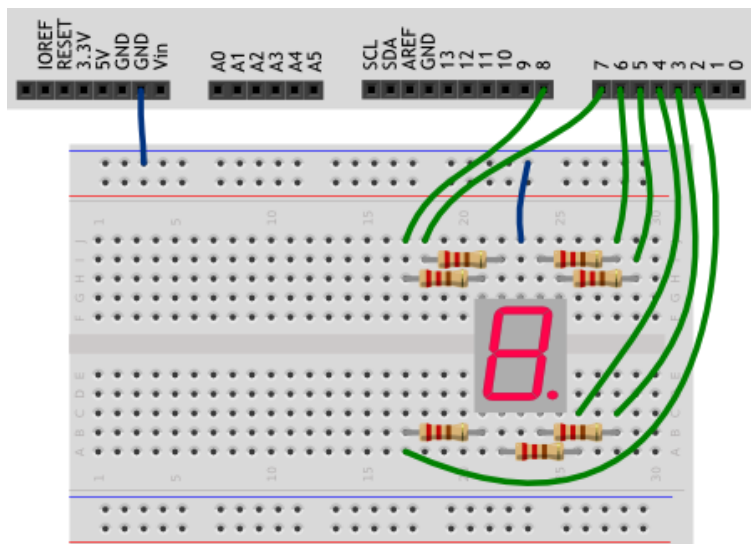 IOREF
RESET
3.3V
5V
GND
GND
Vin
A0
A1
A2
A3
A4
A5
SCL
SDA
AREF
GND
13
12
11
10
9
8
7
6
5
4
3
2
1
0
1
5
10
15
20
25
30
J
I
H
G
F
J
I
H
G
F
E
D
C
B
A
E
D
C
B
A
1
5
10
15
20
25
30